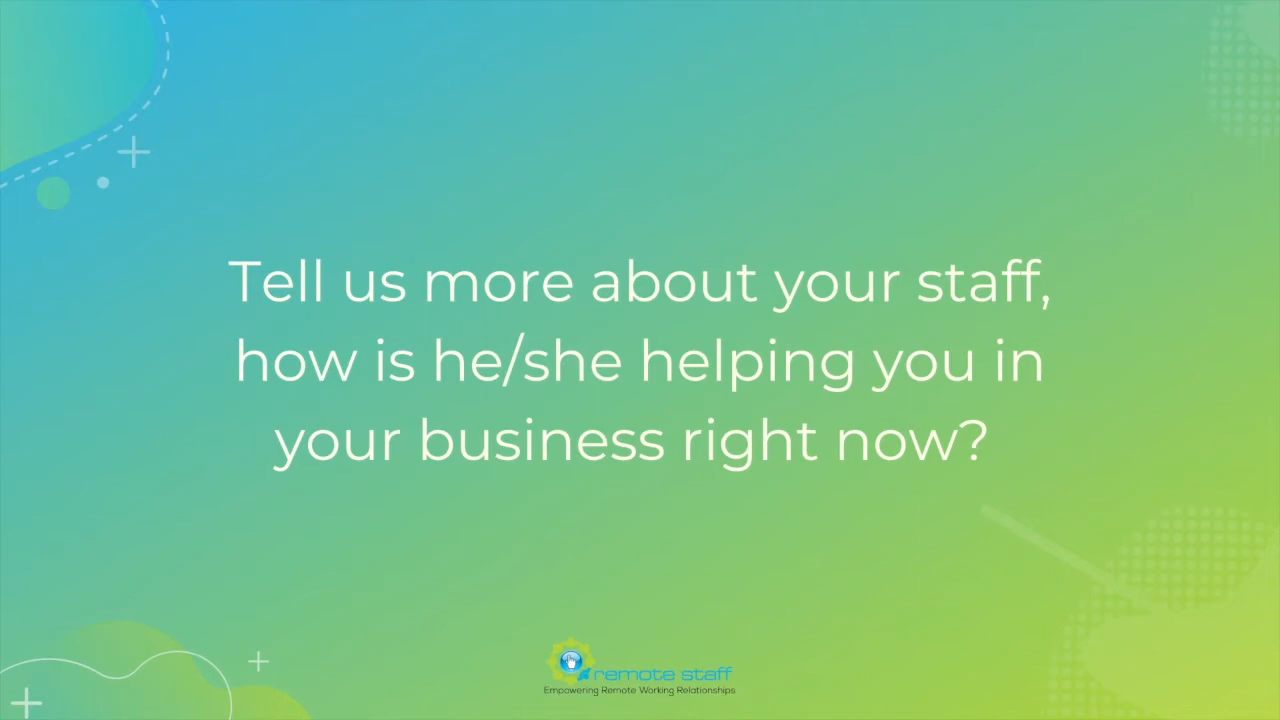 Tell us more about your staff,
how is he/she helping you in
your business right now?
remote staff
Empowering Remote Working Relationships